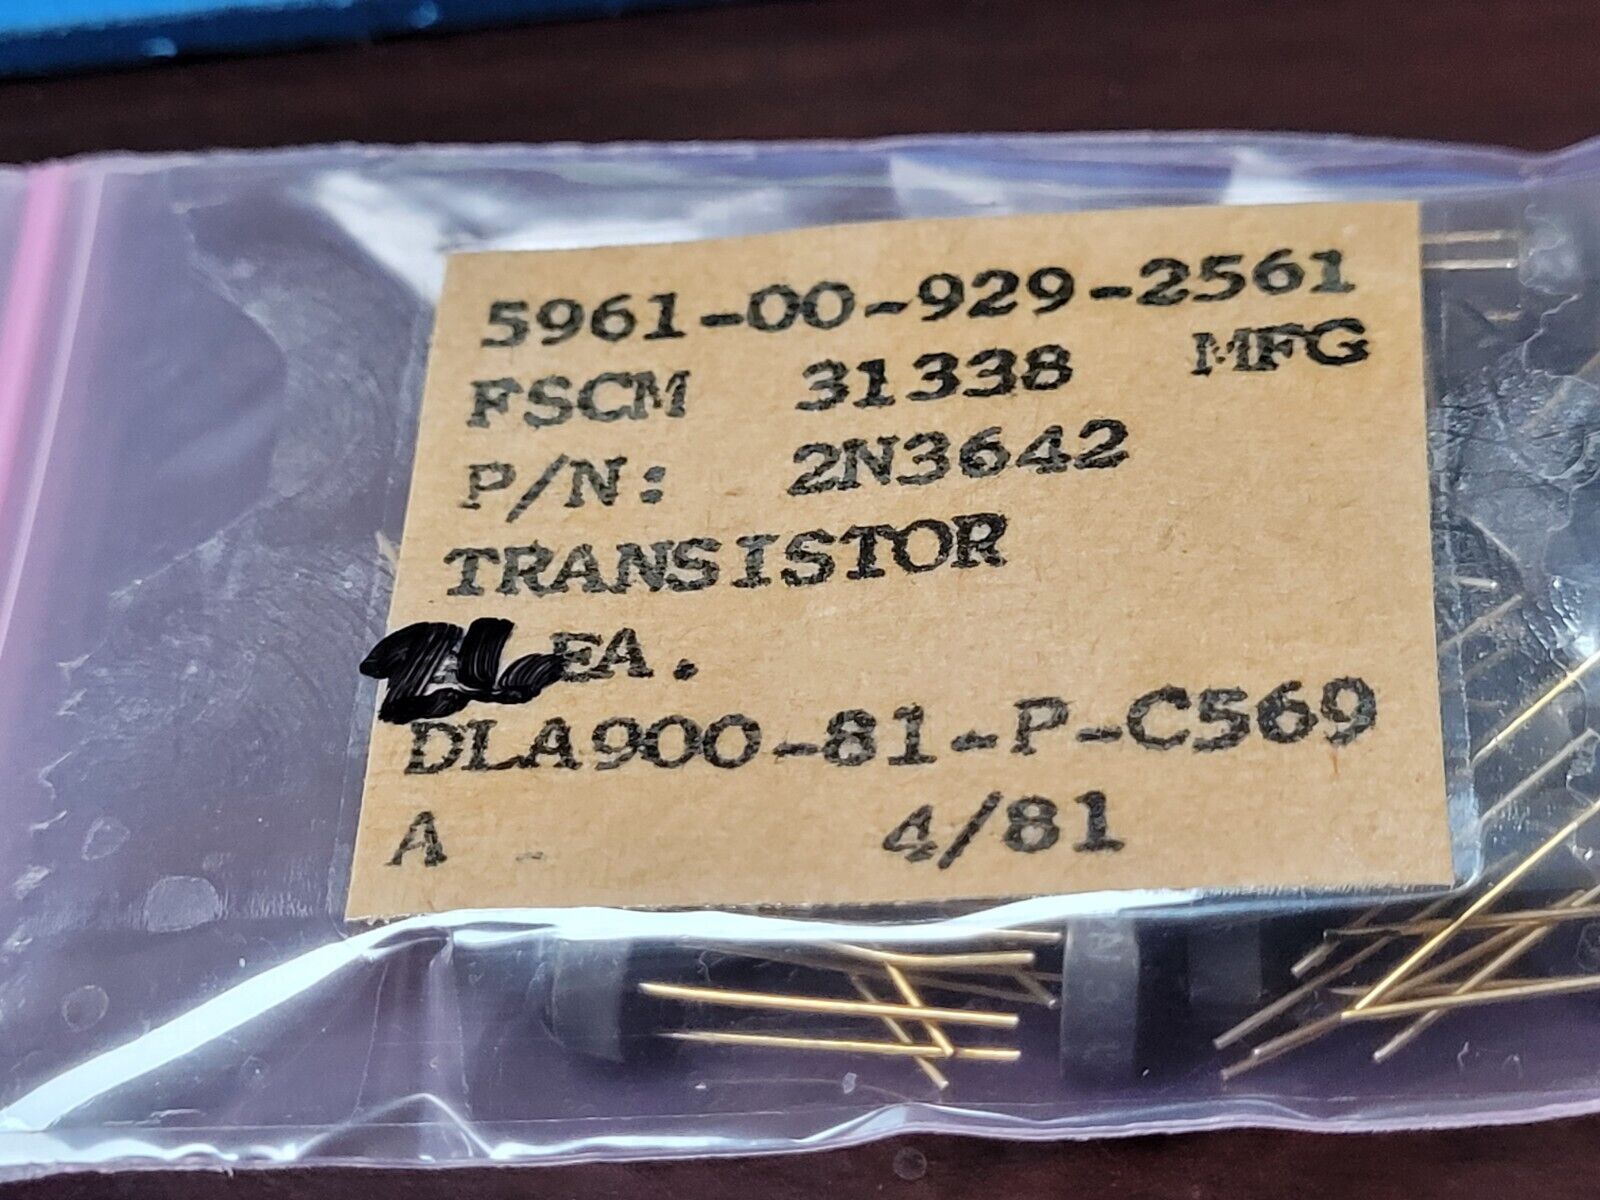 5961-00-929-2561
FSCM 31338 MFG
P/N: 2N3642
TRANSISTOR
EA.
DLA900-81-P-C569
A 4/81